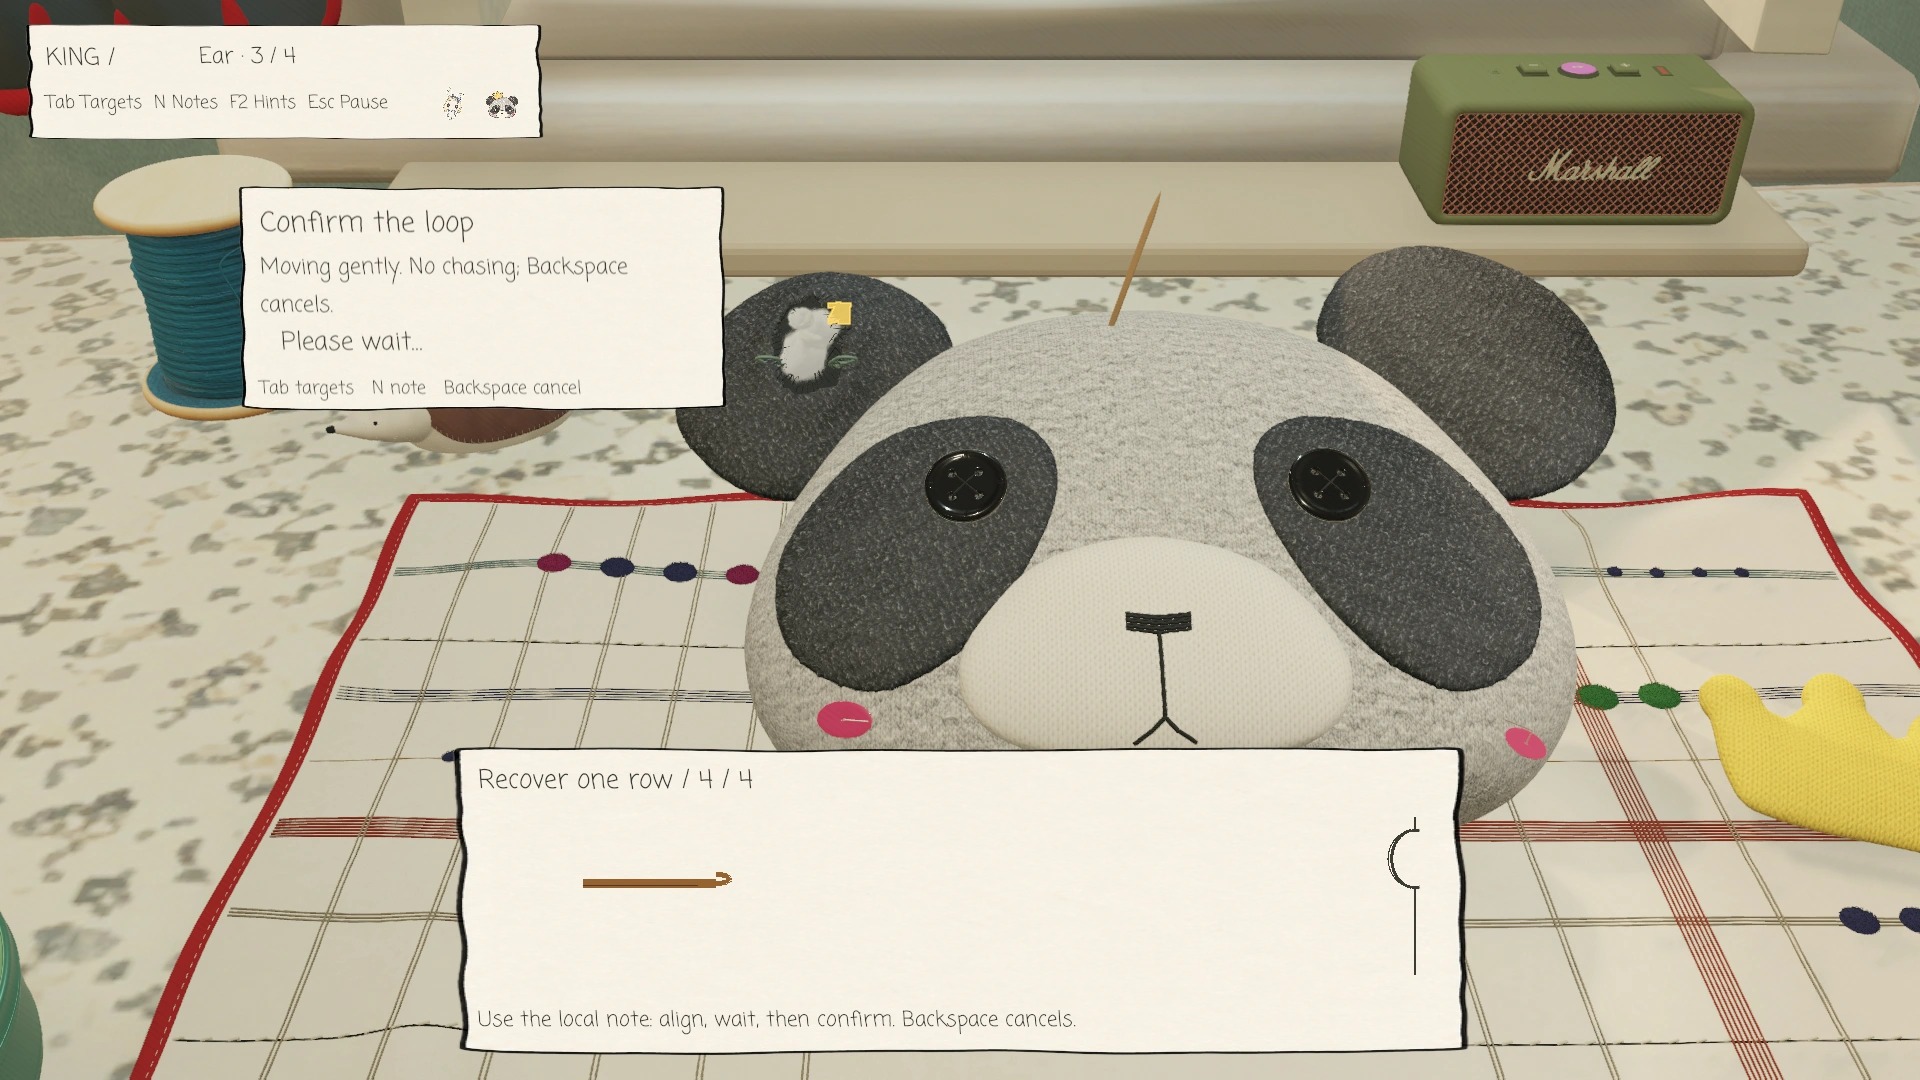 KING / Ear · 3 / 4
Tab Targets N Notes F2 Hints Esc Pause
Marshall
Confirm the loop
Moving gently. No chasing; Backspace
cancels.
Please wait...
Tab targets N note Backspace cancel
Recover one row / 4 / 4
Use the local note: align, wait, then confirm. Backspace cancels.